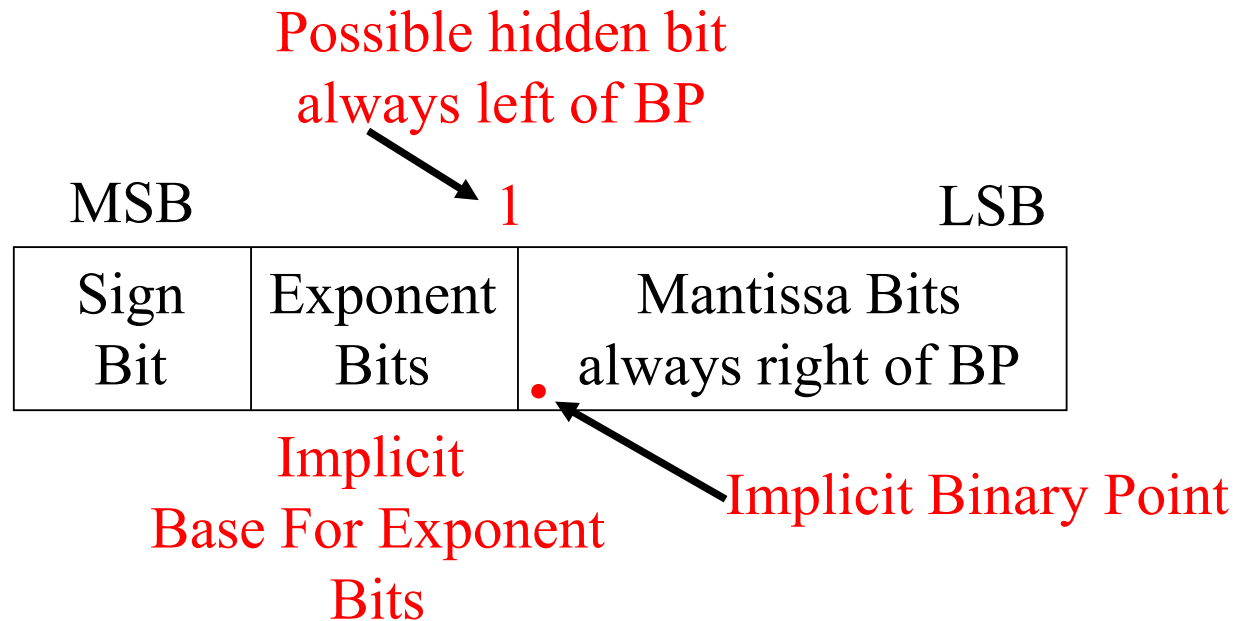 Possible hidden bit
always left of BP
MSB
1
LSB
Sign
Bit
Exponent
Bits
Mantissa Bits
always right of BP
Implicit
Base For Exponent
Bits
Implicit Binary Point